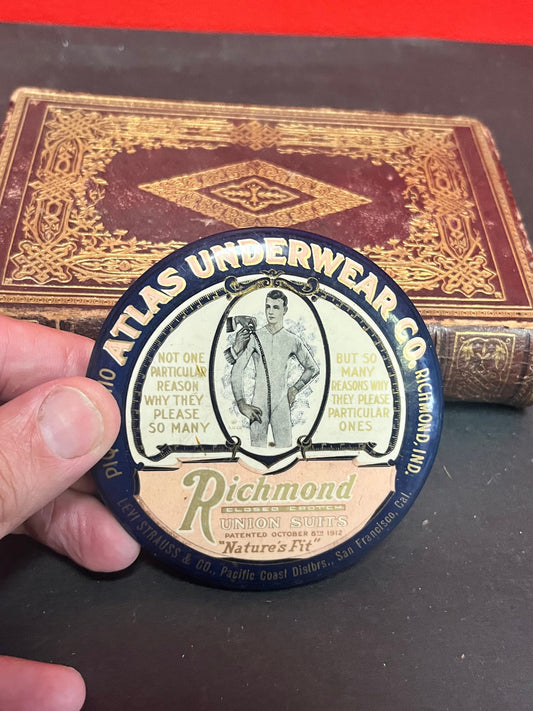 ATLAS UNDERWEAR CO.
RICHMOND, IND
NOT ONE
PARTICULAR
REASON
WHY THEY
PLEASE
SO MANY
BUT SO
MANY
REASONS WHY
THEY PLEASE
PARTICULAR
ONES
Richmond
CLOSED CROTCH
UNION SUITS
PATENTED OCTOBER 8TH 1912
"Nature's Fit"
LEVI STRAUSS & CO., Pacific Coast Distbrs., San Francisco, Cal.